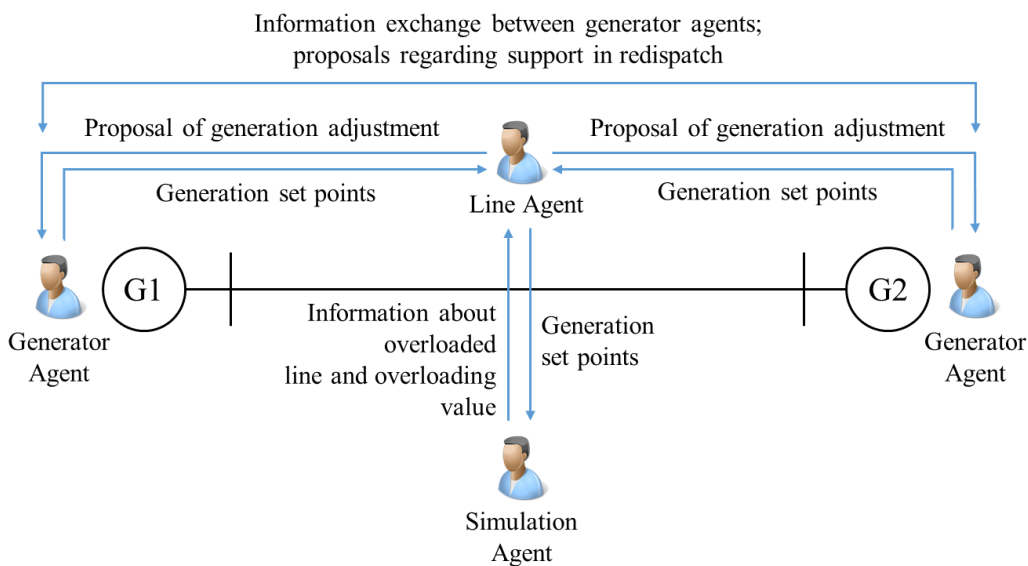 Information exchange between generator agents;
proposals regarding support in redispatch
Proposal of generation adjustment
Proposal of generation adjustment
Generation set points
Generation set points
Line Agent
G1
G2
Generator
Agent
Information about
overloaded
line and overloading
value
Generation
set points
Generator
Agent
Simulation
Agent